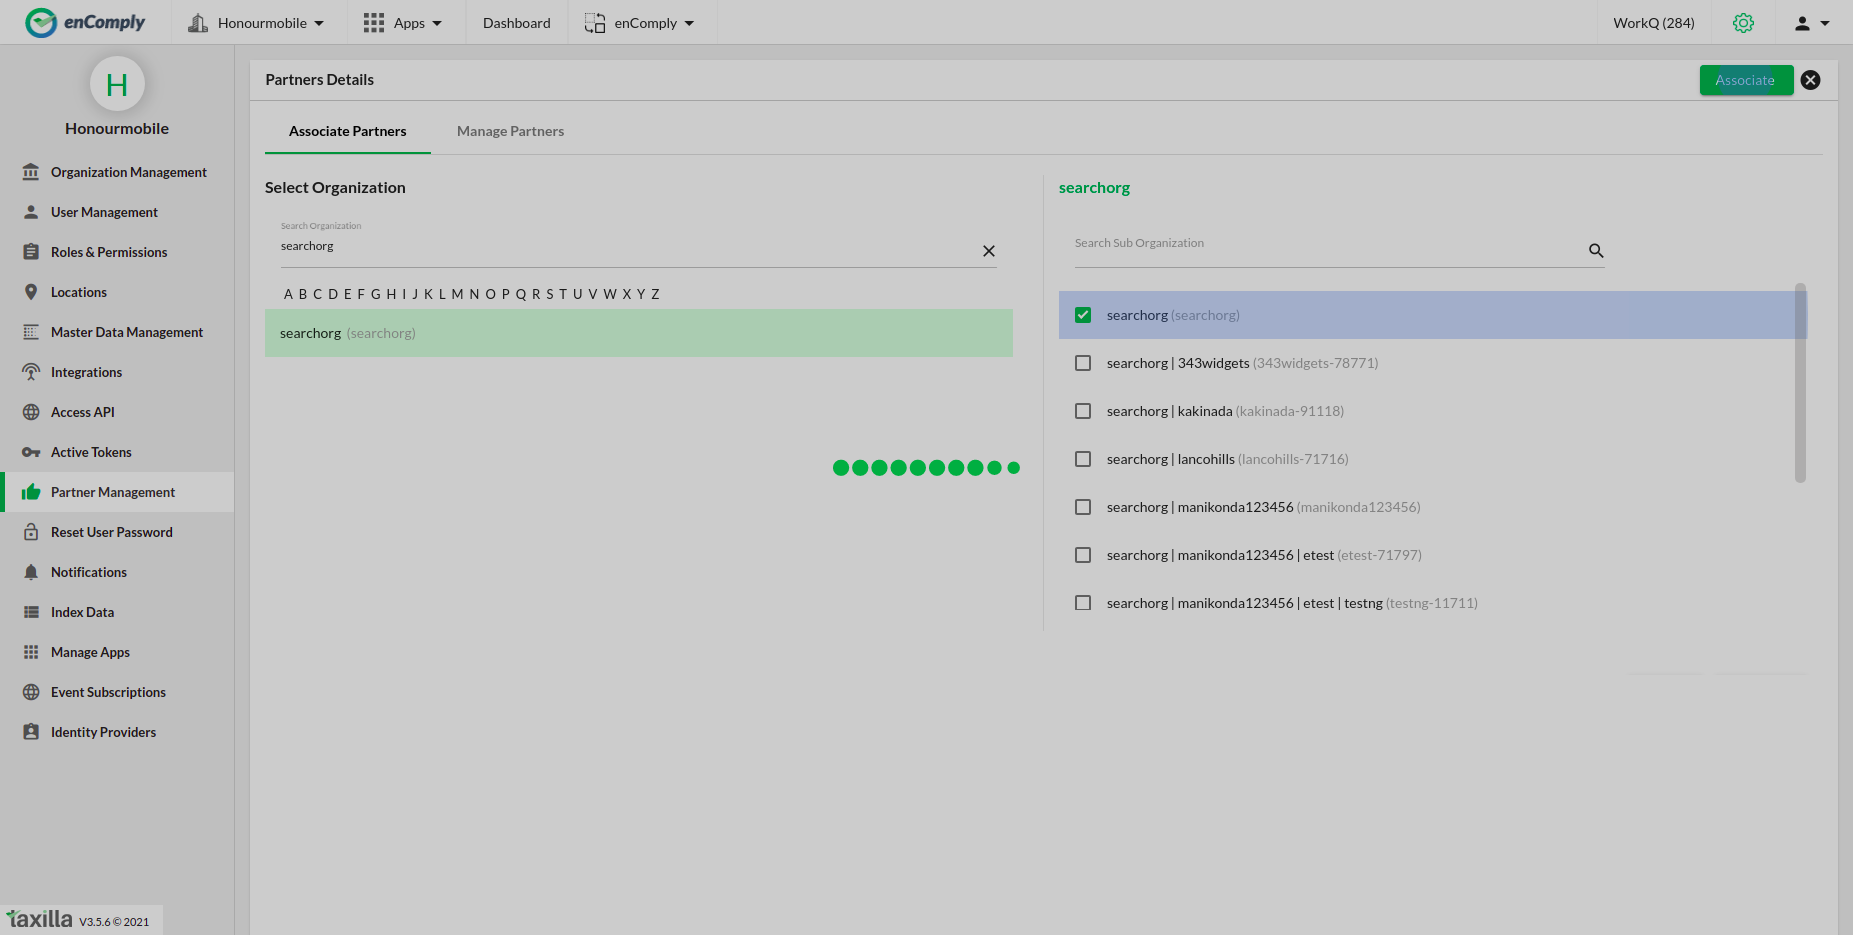 enComply
Honourmobile
Apps
Dashboard
enComply
WorkQ (284)
H
Honourmobile
Organization Management
User Management
Roles & Permissions
Locations
Master Data Management
Integrations
Access API
Active Tokens
Partner Management
Reset User Password
Notifications
Index Data
Manage Apps
Event Subscriptions
Identity Providers
taxilla V3.5.6 © 2021
Partners Details
Associate
Associate Partners
Manage Partners
Select Organization
Search Organization
searchorg
A B C D E F G H I J K L M N O P Q R S T U V W X Y Z
searchorg (searchorg)
searchorg
Search Sub Organization
searchorg (searchorg)
searchorg | 343widgets (343widgets-78771)
searchorg | kakinada (kakinada-91118)
searchorg | lancohills (lancohills-71716)
searchorg | manikonda123456 (manikonda123456)
searchorg | manikonda123456 | etest (etest-71797)
searchorg | manikonda123456 | etest | testng (testng-11711)